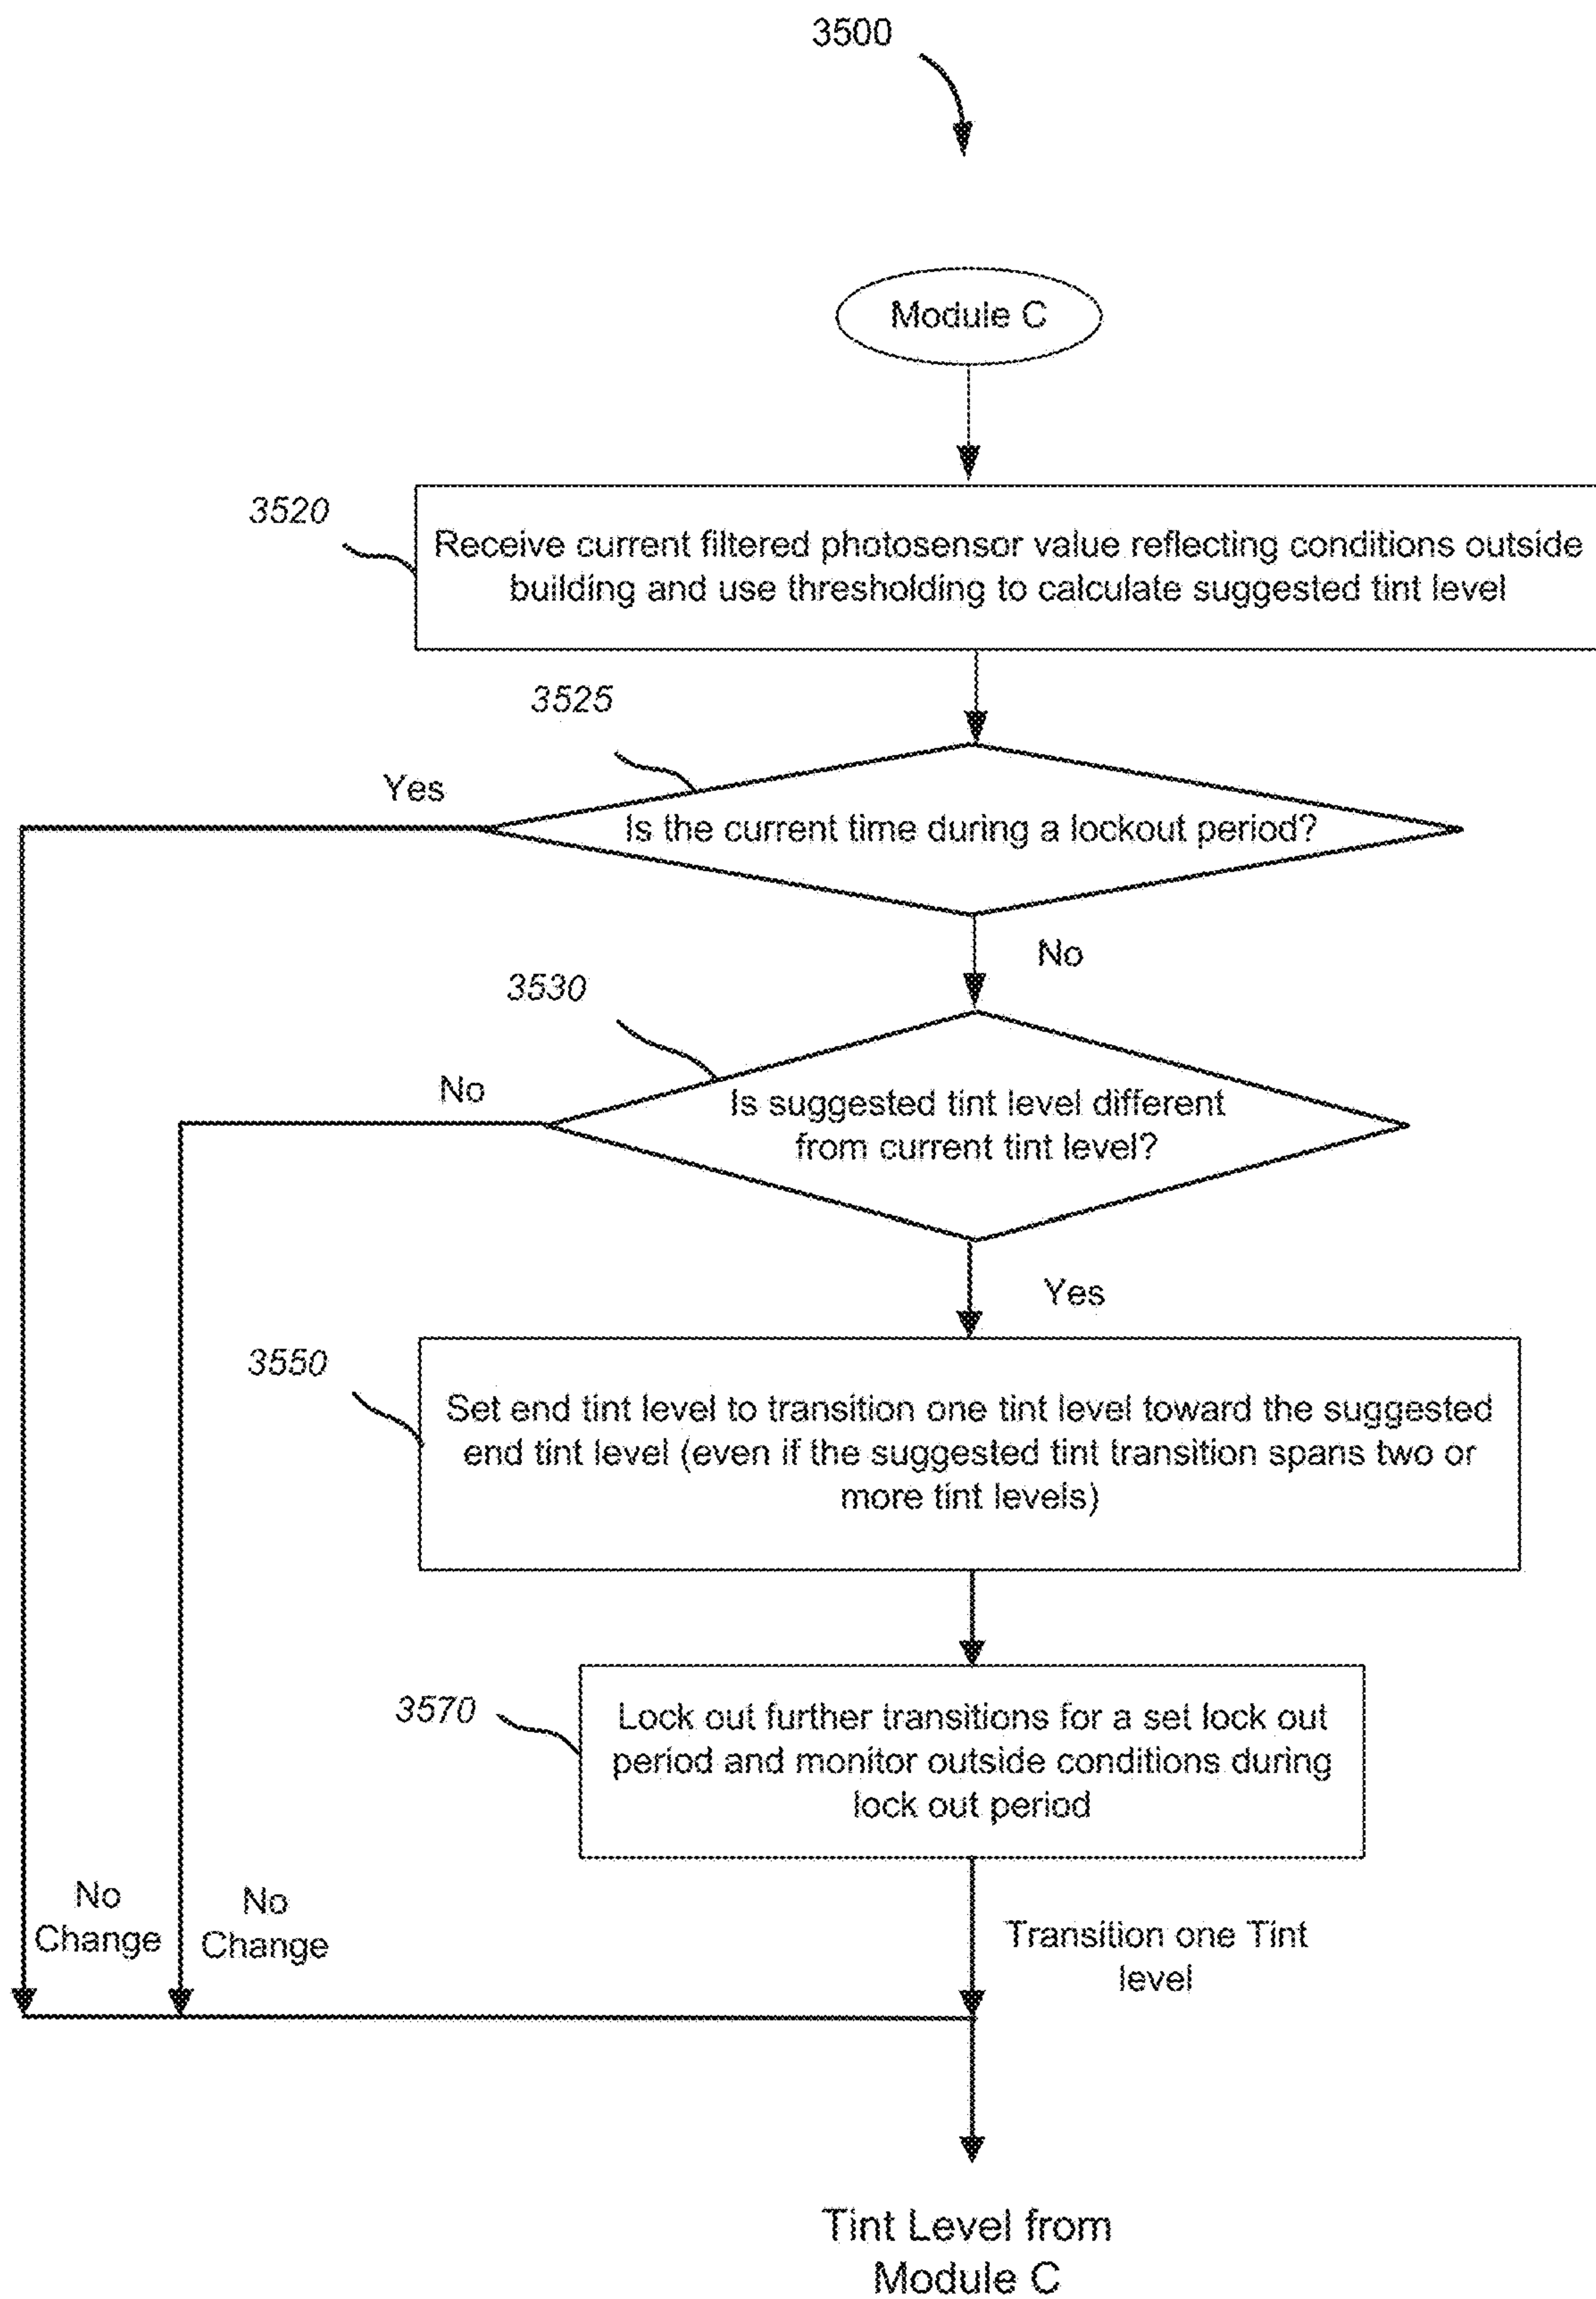 3500
Module C
3520
Receive current filtered photosensor value reflecting conditions outside
building and use thresholding to calculate suggested tint level
3525
Yes
Is the current time during a lockout period?
No
3530
No
Is suggested tint level different
from current tint level?
Yes
3550
Set end tint level to transition one tint level toward the suggested
end tint level (even if the suggested tint transition spans two or
more tint levels)
3570
Lock out further transitions for a set lock out
period and monitor outside conditions during
lock out period
No
Change
No
Change
Transition one Tint
level
Tint Level from
Module C